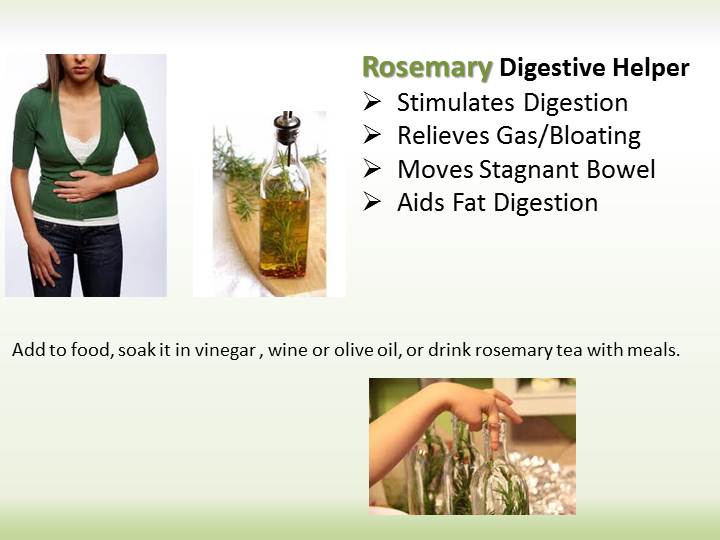 Rosemary Digestive Helper
➢ Stimulates Digestion
➢ Relieves Gas/Bloating
➢ Moves Stagnant Bowel
➢ Aids Fat Digestion
Add to food, soak it in vinegar , wine or olive oil, or drink rosemary tea with meals.